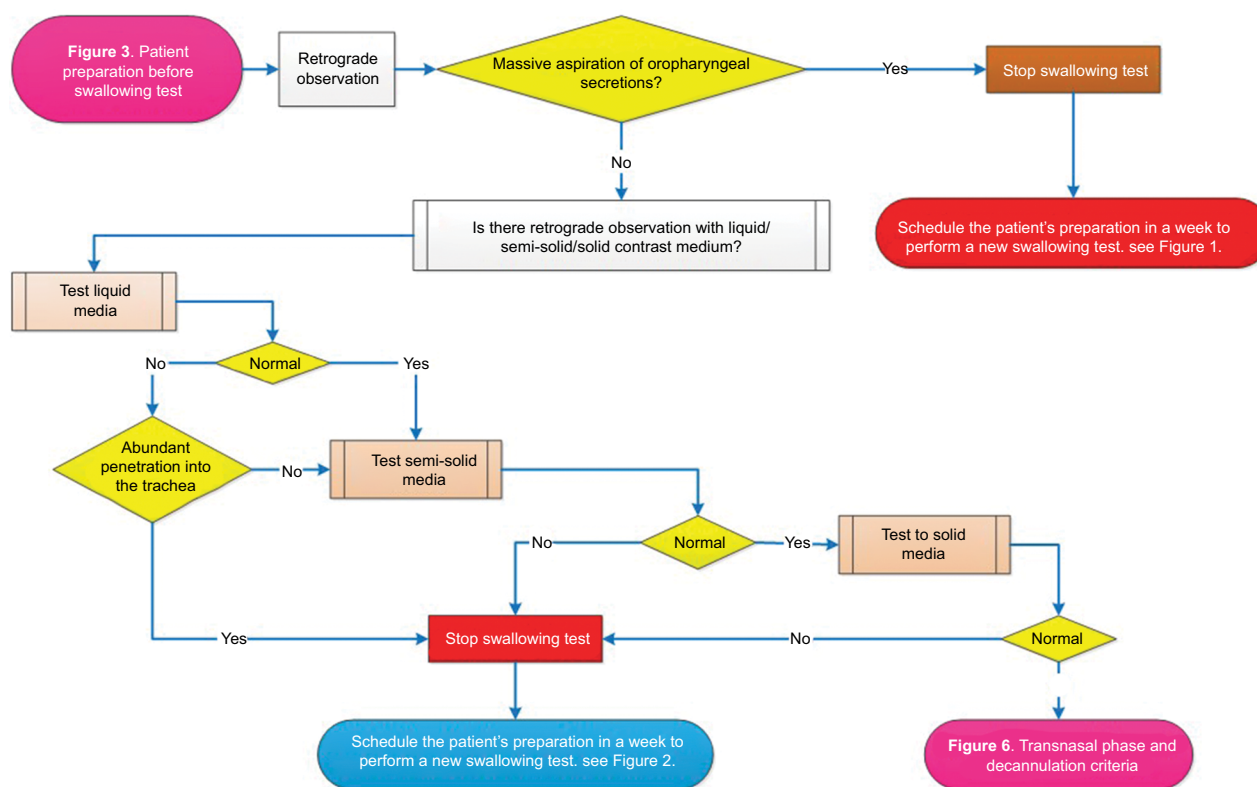 Figure 3. Patient
preparation before
swallowing test
Retrograde
observation
Massive aspiration of oropharyngeal
secretions?
Yes
Stop swallowing test
No
Schedule the patient’s preparation in a week to
perform a new swallowing test. see Figure 1.
Is there retrograde observation with liquid/
semi-solid/solid contrast medium?
Test liquid
media
No
Normal
Yes
Abundant
penetration into
the trachea
No
Test semi-solid
media
No
Normal
Yes
Test to solid
media
Yes
Stop swallowing test
No
Normal
Schedule the patient’s preparation in a week to
perform a new swallowing test. see Figure 2.
Figure 6. Transnasal phase and
decannulation criteria